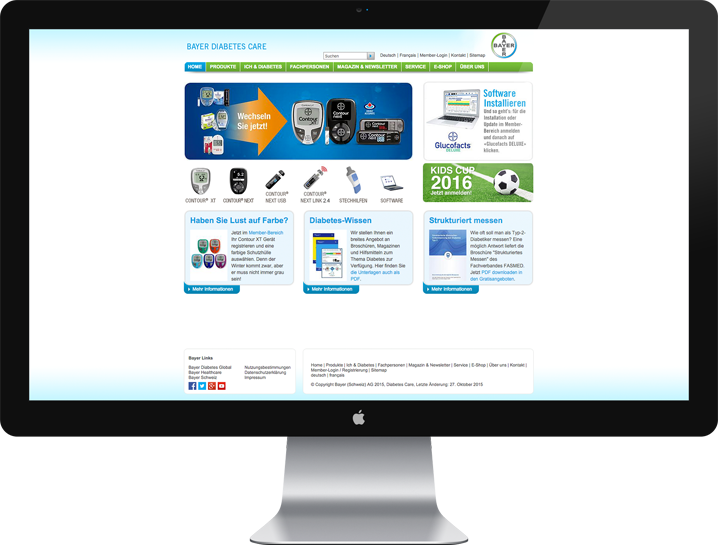 BAYER DIABETES CARE
Suchen
Deutsch | Français | Member-Login | Kontakt | Sitemap
BAYER
HOME PRODUKTE ICH & DIABETES FACHPERSONEN MAGAZIN & NEWSLETTER SERVICE E-SHOP ÜBER UNS
Wechseln
Sie jetzt!
Contour XT
Software
Installieren
Und so geht's für die
Installation oder
Update im Member-
Bereich anmelden
und danach auf
«Glucofacts DELUXE»
klicken.
Glucofacts
DELUXE
KIDS CUP
2016
Jetzt anmelden!
CONTOUR® XT
CONTOUR® NEXT
CONTOUR®
NEXT USB
CONTOUR®
NEXT LINK 2.4
STECHHILFEN
SOFTWARE
Haben Sie Lust auf Farbe?
Jetzt im Member-Bereich
Ihr Contour XT Gerät
registrieren und eine
farbige Schutzhülle
auswählen. Denn der
Winter kommt zwar, aber
er muss nicht immer grau
sein!
Mehr Informationen
Diabetes-Wissen
Wir stellen Ihnen ein
breites Angebot an
Broschüren, Magazinen
und Hilfsmitteln zum
Thema Diabetes zur
Verfügung. Hier finden Sie
die Unterlagen auch als
PDF.
Mehr Informationen
Strukturiert messen
Wie oft soll man als Typ-2-
Diabetiker messen? Eine
mögliche Antwort liefert die
Broschüre "Strukturiertes
Messen" des
Fachverbandes FASMED.
Jetzt PDF downloaden in
den Gratisangeboten.
Mehr Informationen
Bayer Links
Bayer Diabetes Global
Bayer Healthcare
Bayer Schweiz
Nutzungsbestimmungen
Datenschutzerklärung
Impressum
Home | Produkte | Ich & Diabetes | Fachpersonen | Magazin & Newsletter | Service | E-Shop | Über uns | Kontakt |
Member-Login / Registrierung | Sitemap
deutsch | français
© Copyright Bayer (Schweiz) AG 2015, Diabetes Care, Letzte Änderung: 27. Oktober 2015